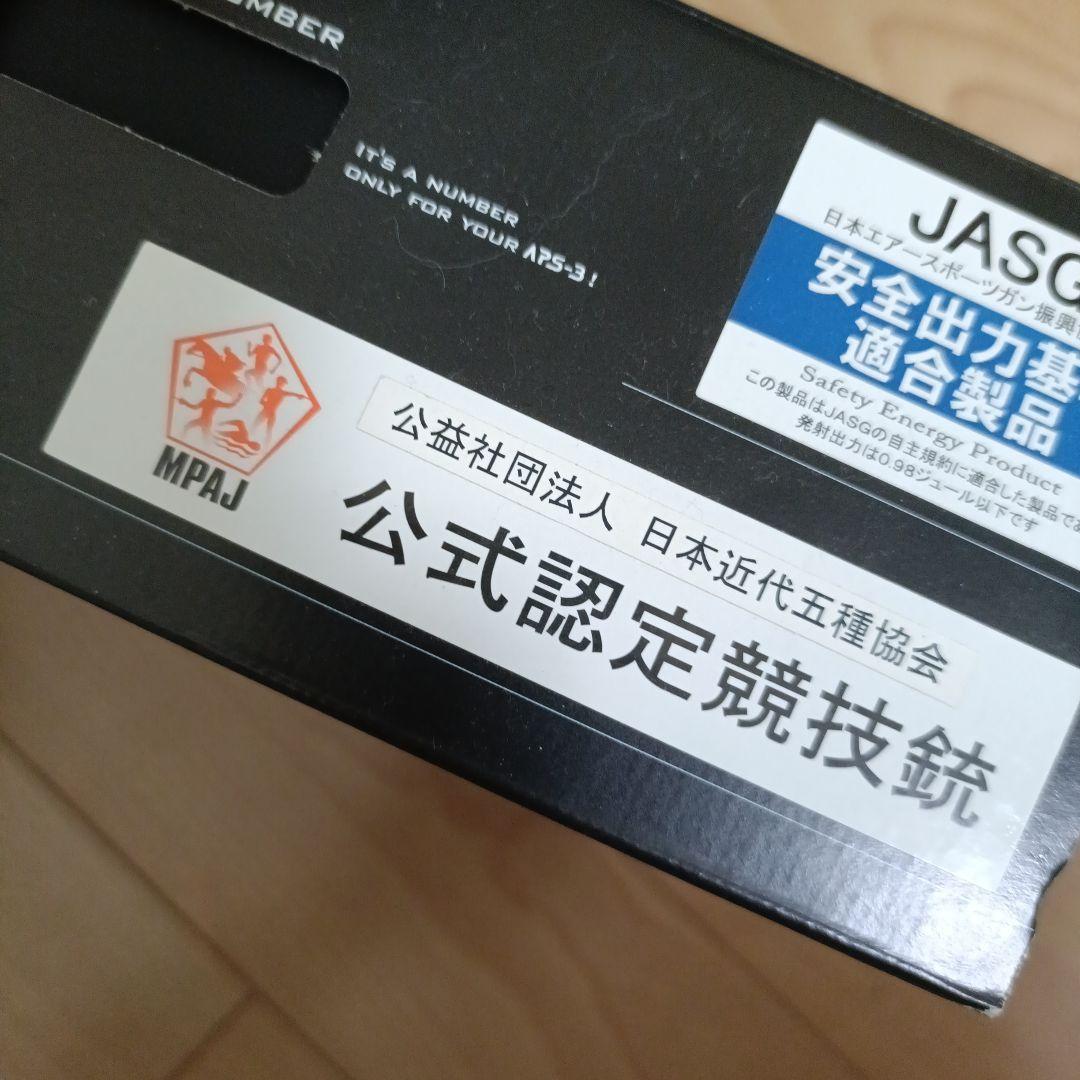 UMBER
IT'S A NUMBER
ONLY FOR YOUR APS-3!
JASG
日本エアースポーツガン振興
安全出力基
適合製品
Safety Energy Product
この製品はJASGの自主規約に適合した製品であ
発射出力は0.98ジュール以下です
MPAJ
公益社団法人 日本近代五種協会
公式認定競技銃